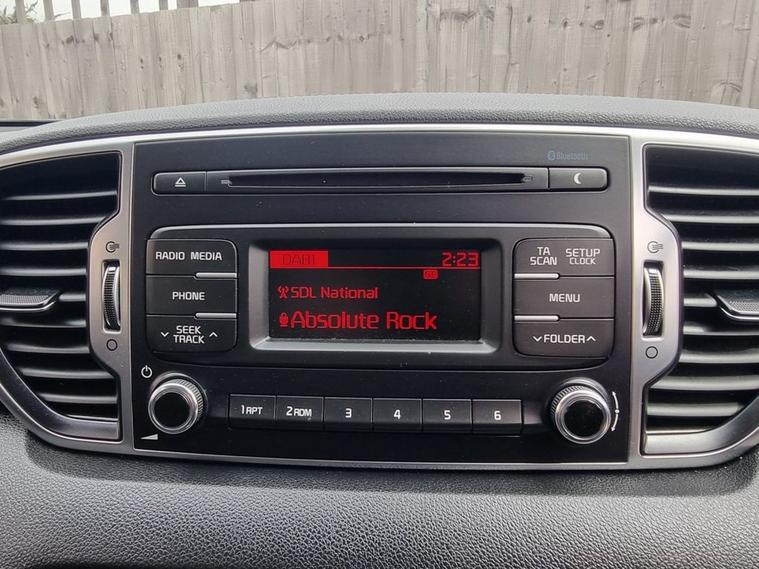 Bluetooth
RADIO MEDIA
PHONE
SEEK
TRACK
DAB1 2:23
SDL National
Absolute Rock
TA
SCAN
SETUP
CLOCK
MENU
FOLDER
1 RPT 2 RDM 3 4 5 6